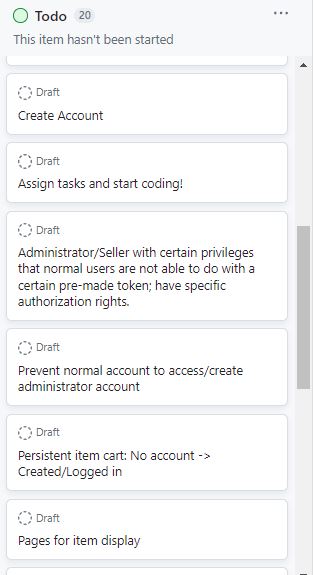 Todo 20
This item hasn't been started
Draft
Create Account
Draft
Assign tasks and start coding!
Draft
Administrator/Seller with certain privileges
that normal users are not able to do with a
certain pre-made token; have specific
authorization rights.
Draft
Prevent normal account to access/create
administrator account
Draft
Persistent item cart: No account ->
Created/Logged in
Draft
Pages for item display